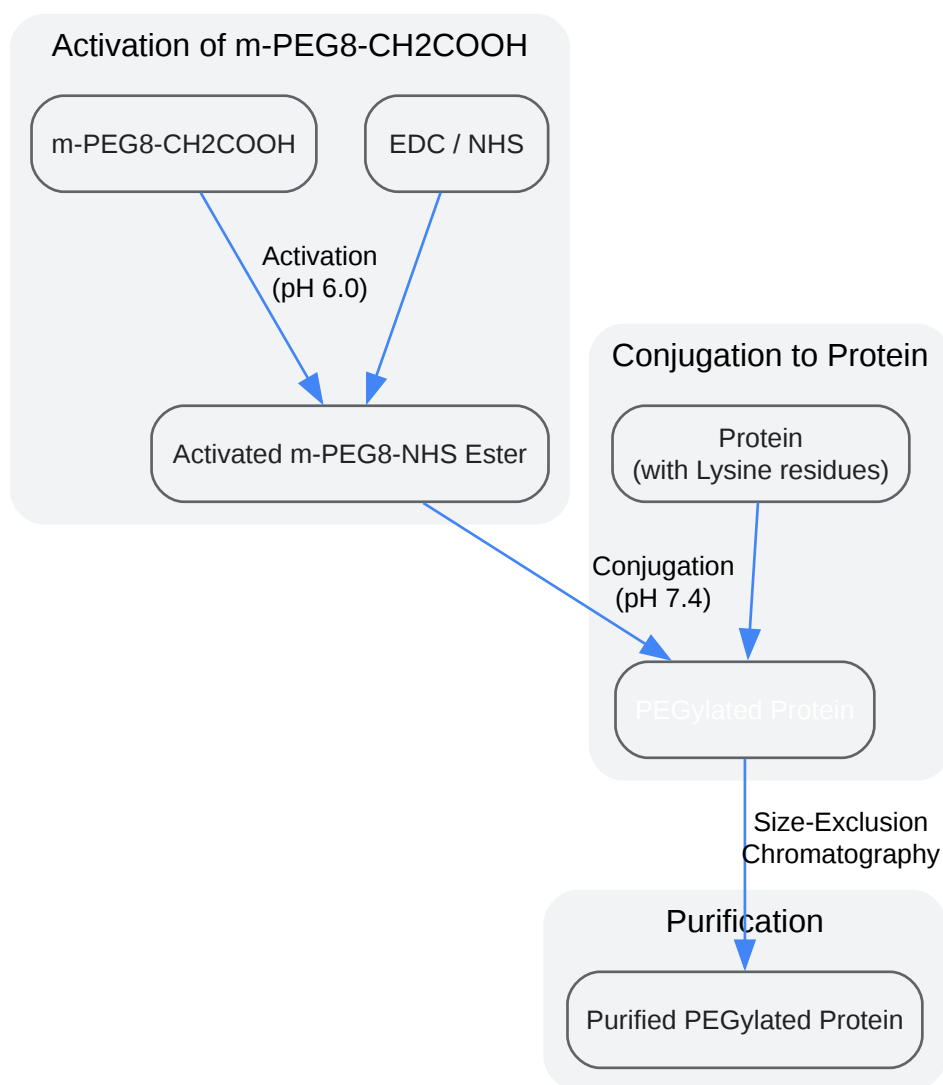 Activation of m-PEG8-CH2COOH
m-PEG8-CH2COOH
EDC / NHS
Activation
(pH 6.0)
Activated m-PEG8-NHS Ester
Conjugation to Protein
Protein
(with Lysine residues)
Conjugation
(pH 7.4)
PEGylated Protein
Size-Exclusion
Chromatography
Purification
Purified PEGylated Protein